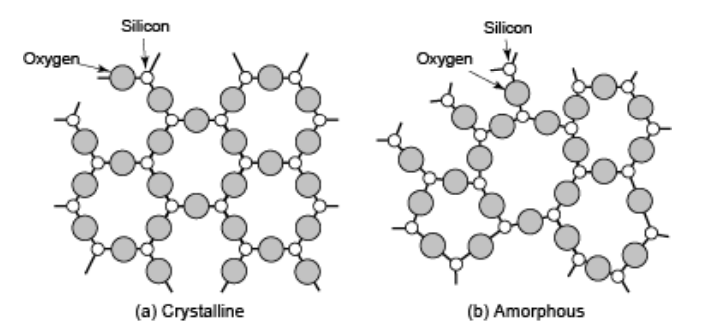 Silicon
Oxygen
(a) Crystalline
Silicon
Oxygen
(b) Amorphous